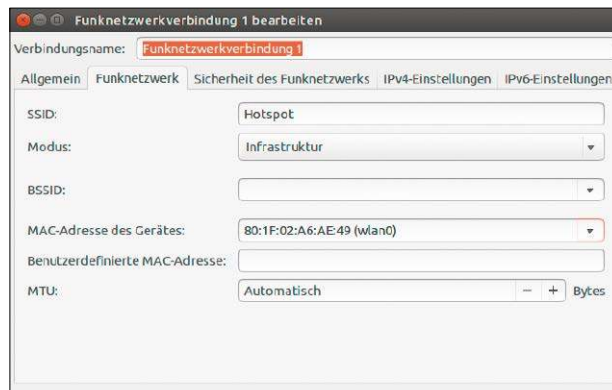 Funknetzwerkverbindung 1 bearbeiten
Verbindungsname: Funknetzwerkverbindung 1
Allgemein Funknetzwerk Sicherheit des Funknetzwerks IPv4-Einstellungen IPv6-Einstellungen
SSID: Hotspot
Modus: Infrastruktur
BSSID:
MAC-Adresse des Gerätes: 80:1F:02:A6:AE:49 (wlan0)
Benutzerdefinierte MAC-Adresse:
MTU: Automatisch − + Bytes